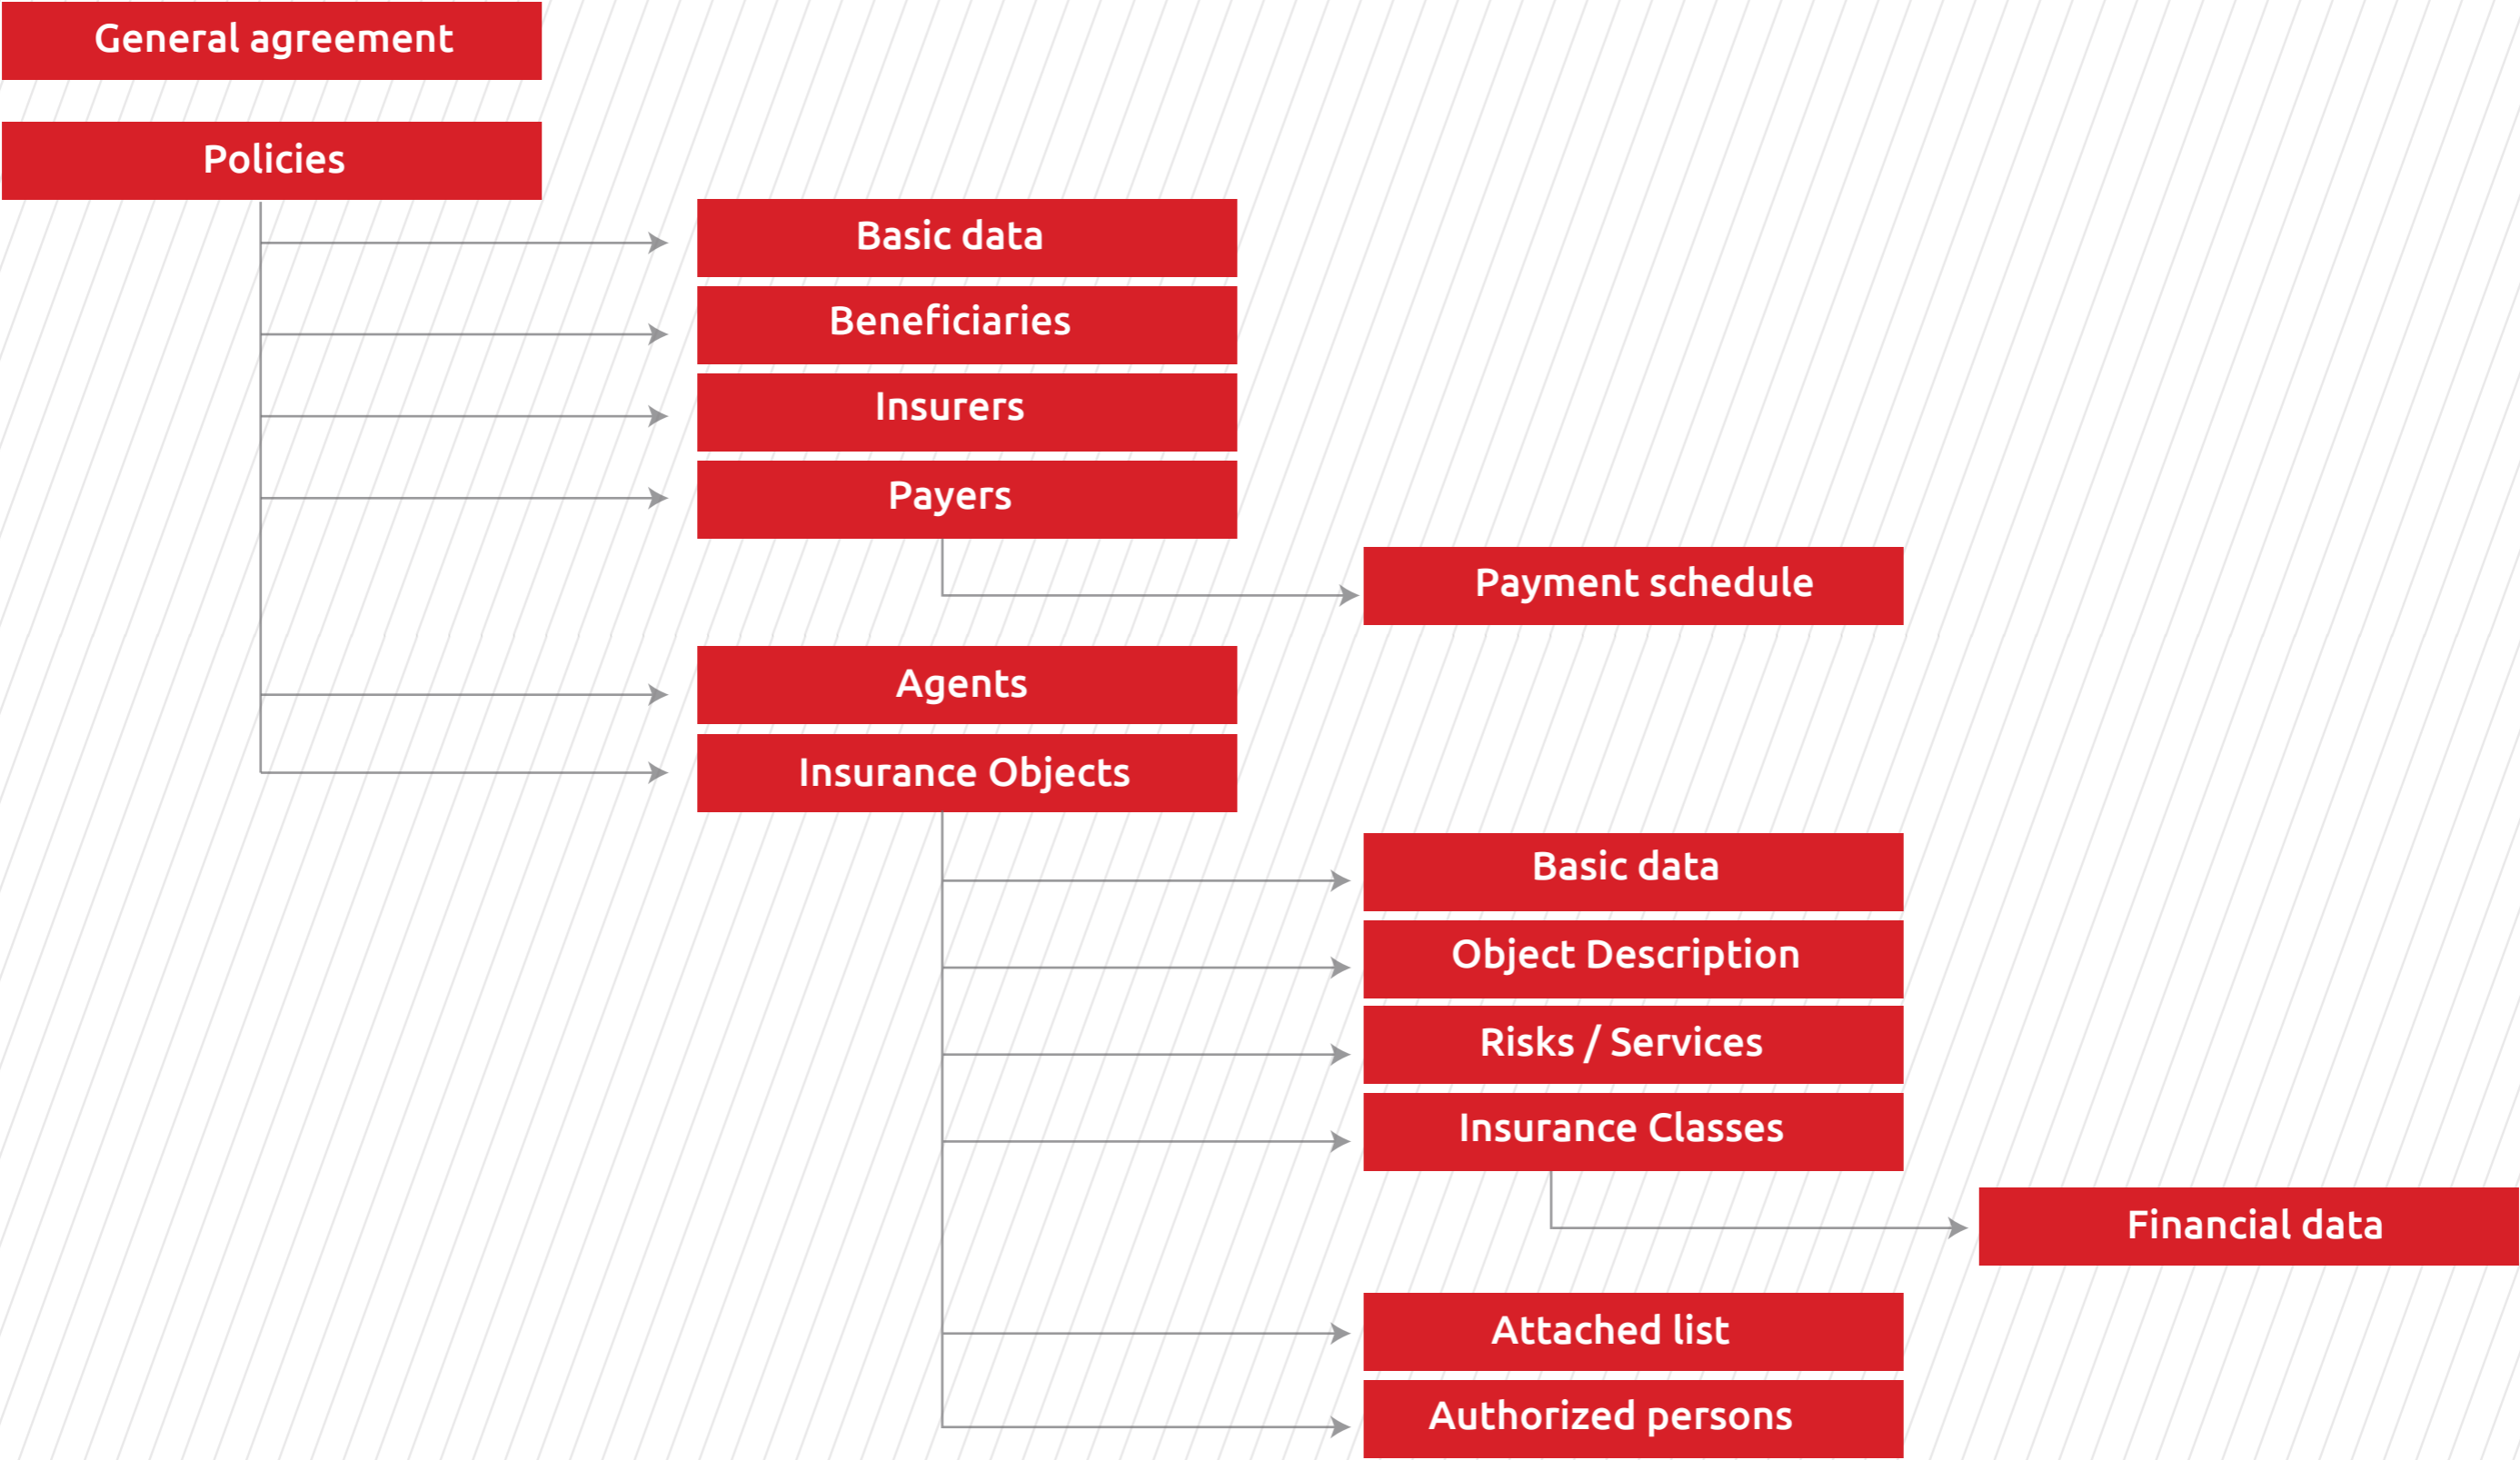 General agreement
Policies
Basic data
Beneficiaries
Insurers
Payers
Payment schedule
Agents
Insurance Objects
Basic data
Object Description
Risks / Services
Insurance Classes
Financial data
Attached list
Authorized persons